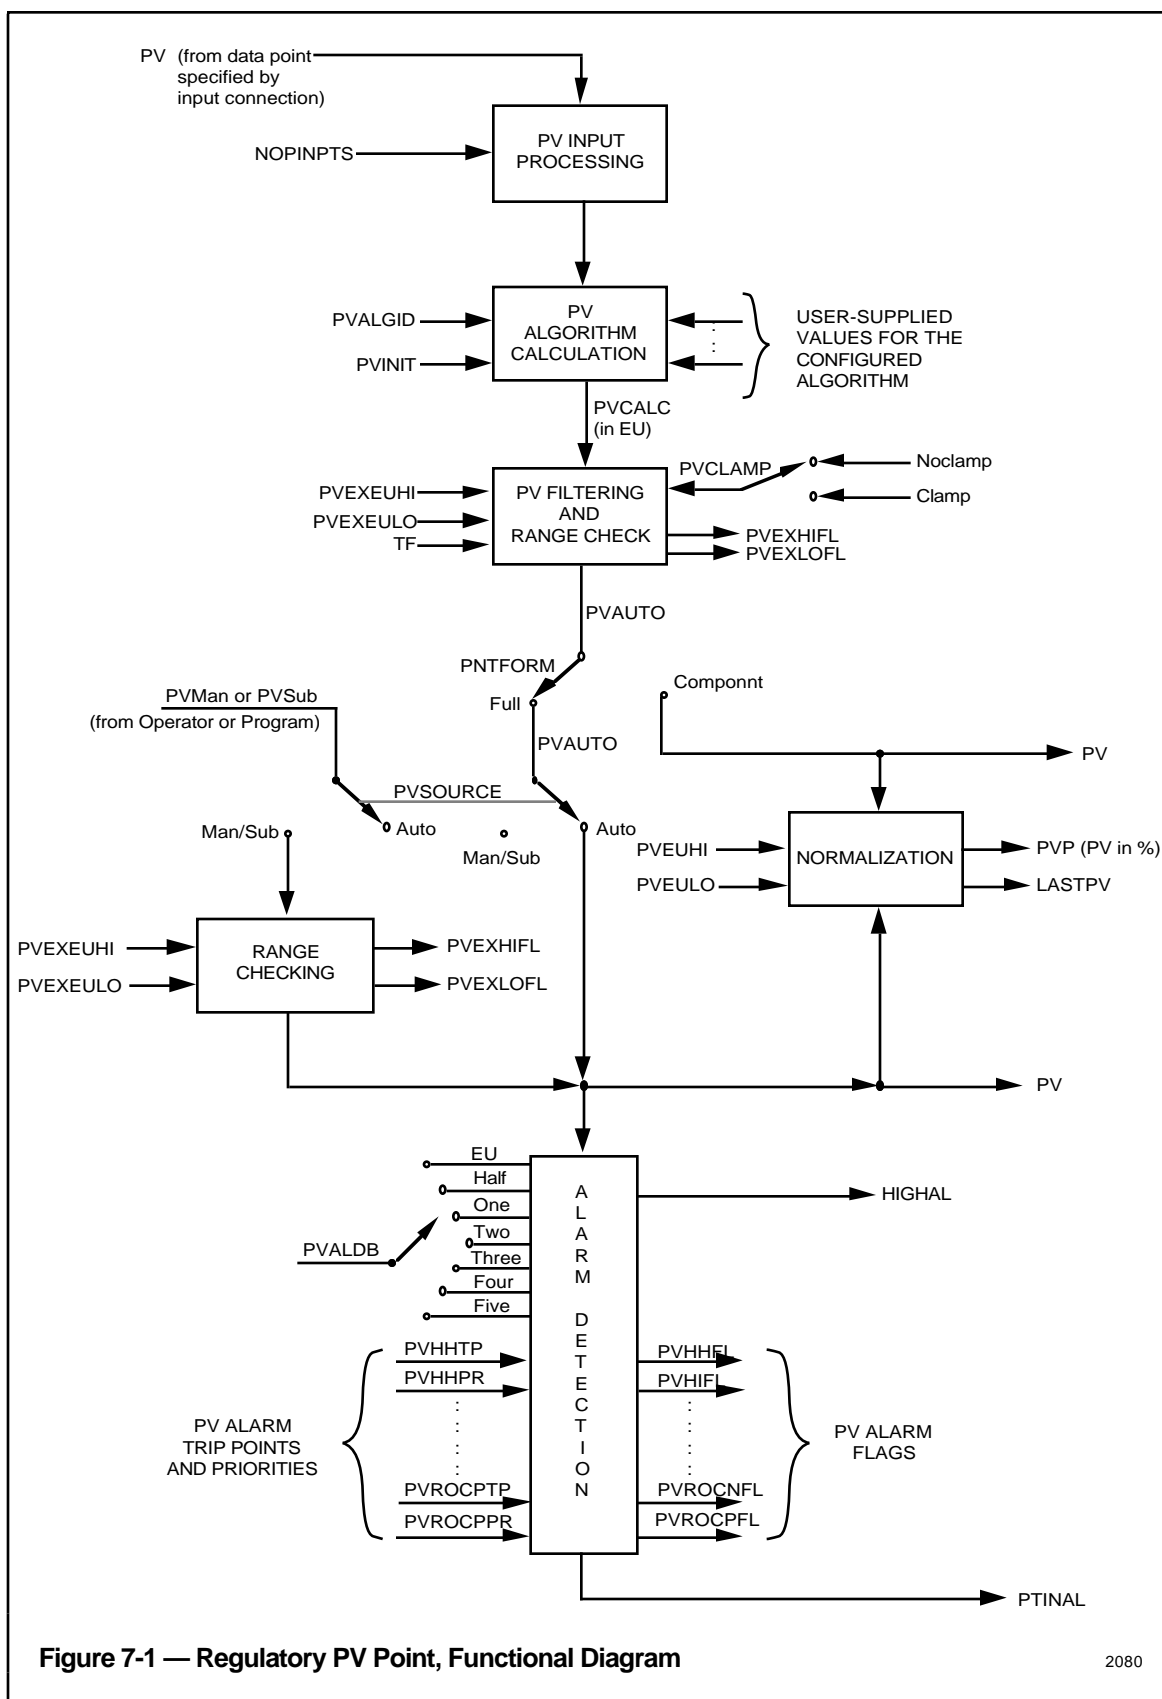 PV (from data point
specified by
input connection)
NOPINPTS
PV INPUT
PROCESSING
PVALGID
PVINIT
PV
ALGORITHM
CALCULATION
USER-SUPPLIED
VALUES FOR THE
CONFIGURED
ALGORITHM
PVCALC
(in EU)
PVCLAMP
Noclamp
Clamp
PVEXEUHI
PVEXEULO
TF
PV FILTERING
AND
RANGE CHECK
PVEXHIFL
PVEXLOFL
PVAUTO
PNTFORM
Full
Componnt
PVMan or PVSub
(from Operator or Program)
PVAUTO
PV
PVSOURCE
Man/Sub
Auto
Man/Sub
Auto
PVEUHI
PVEULO
NORMALIZATION
PVP (PV in %)
LASTPV
PVEXEUHI
PVEXEULO
RANGE
CHECKING
PVEXHIFL
PVEXLOFL
PV
EU
Half
One
Two
Three
Four
Five
PVALDB
ALARM DETECTION
HIGHAL
PV ALARM
TRIP POINTS
AND PRIORITIES
PVHHTP
PVHHPR
PVROCPTP
PVROCPPR
PVHHFL
PVHIFL
PVROCNFL
PVROCPFL
PV ALARM
FLAGS
PTINAL
Figure 7-1 — Regulatory PV Point, Functional Diagram
2080